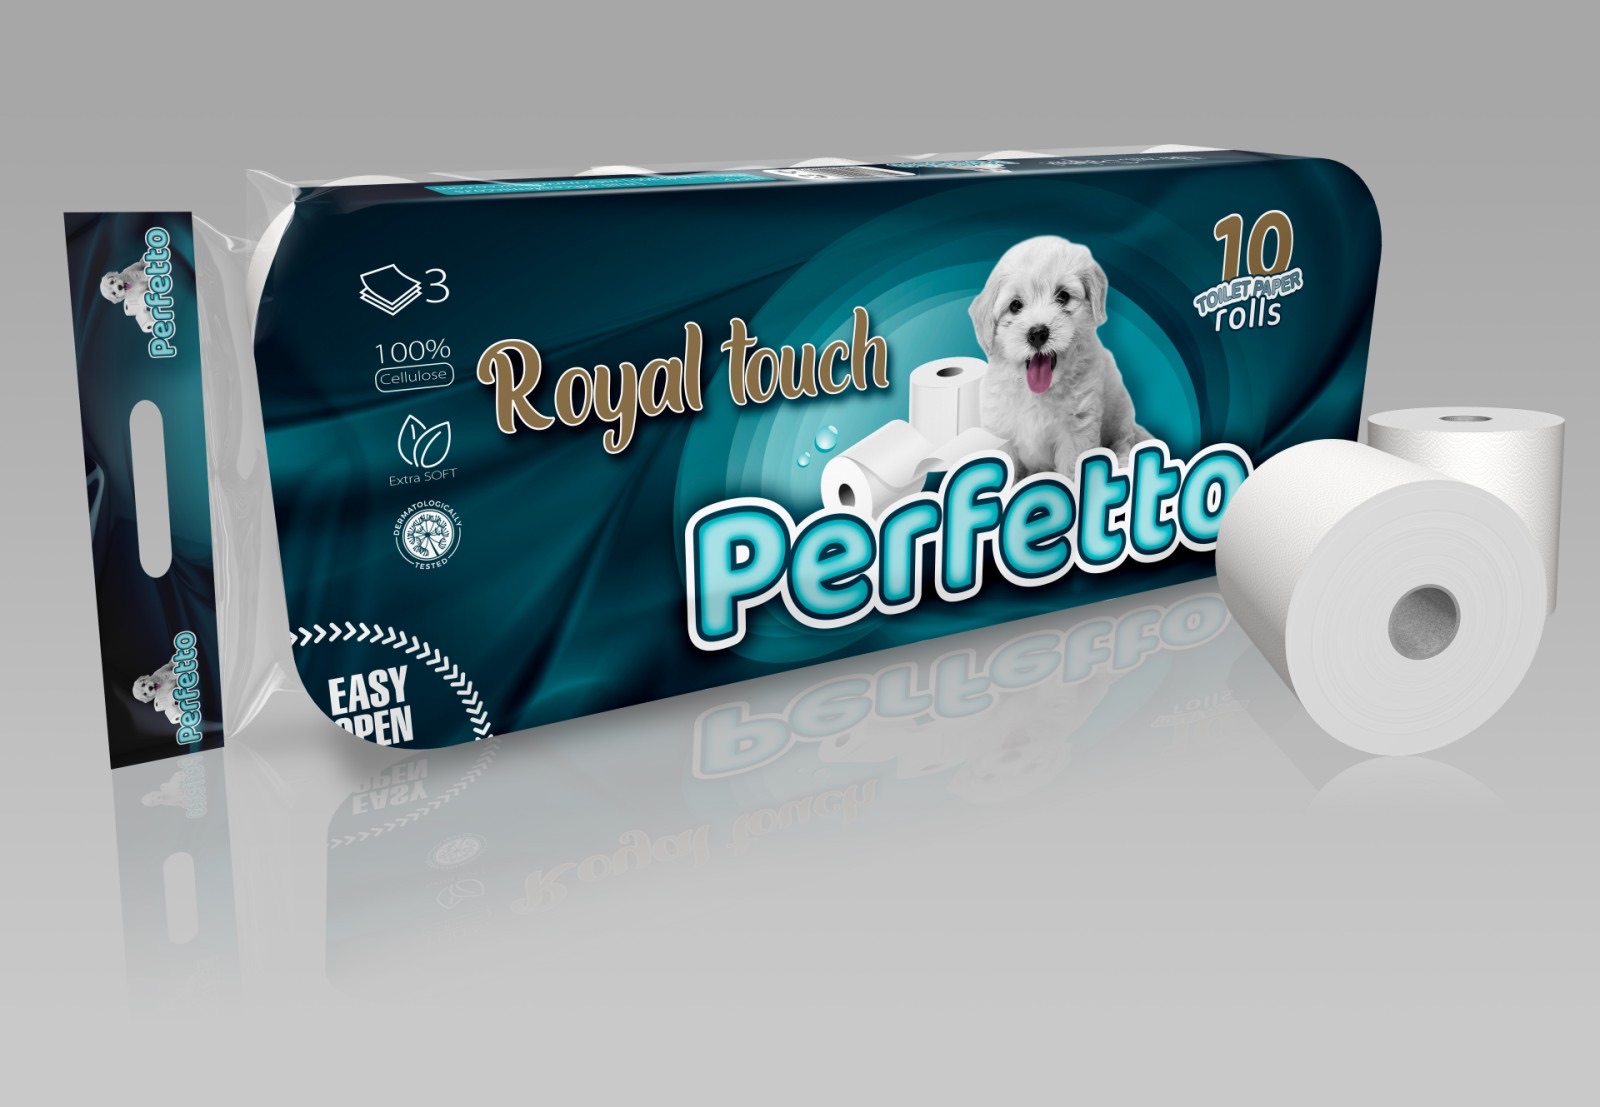 Perfetto
Perfetto
3
100%
Cellulose
Extra SOFT
DERMATOLOGICALLY
TESTED
EASY
OPEN
Royal touch
Perfetto
10
TOILET PAPER
rolls